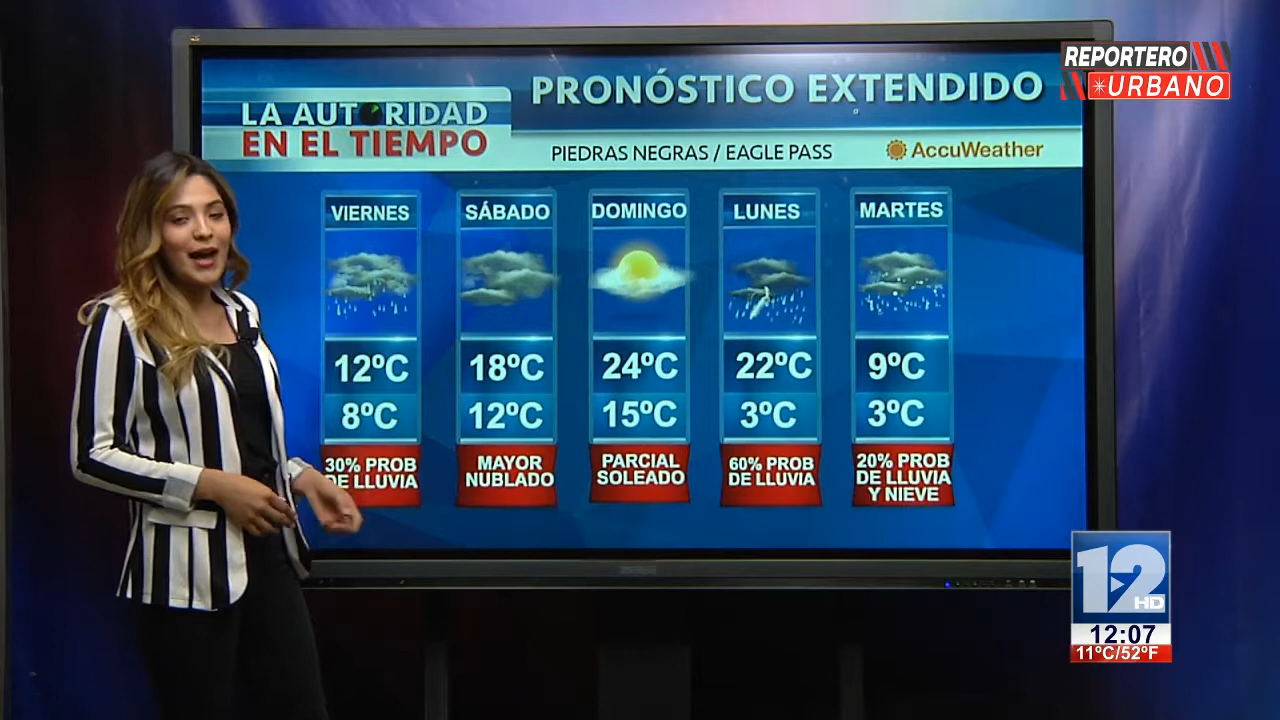 REPORTERO
URBANO
LA AUTORIDAD
EN EL TIEMPO
PRONÓSTICO EXTENDIDO
PIEDRAS NEGRAS / EAGLE PASS
AccuWeather
VIERNES
12ºC
8ºC
30% PROB
DE LLUVIA
SÁBADO
18ºC
12ºC
MAYOR
NUBLADO
DOMINGO
24ºC
15ºC
PARCIAL
SOLEADO
LUNES
22ºC
3ºC
60% PROB
DE LLUVIA
MARTES
9ºC
3ºC
20% PROB
DE LLUVIA
Y NIEVE
12
HD
12:07
11ºC/52ºF